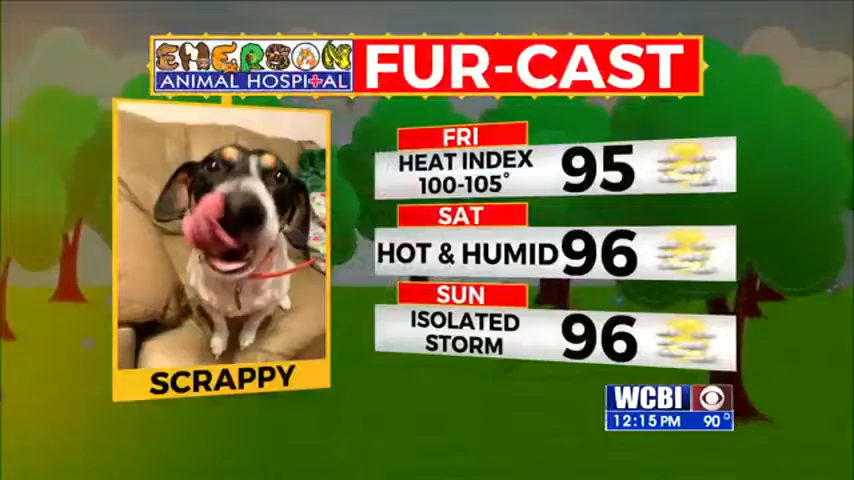 EMERSON
ANIMAL HOSPITAL
FUR-CAST
FRI
HEAT INDEX
100-105°
95
SAT
HOT & HUMID
96
SUN
ISOLATED
STORM
96
SCRAPPY
WCBI
12:15 PM 90°